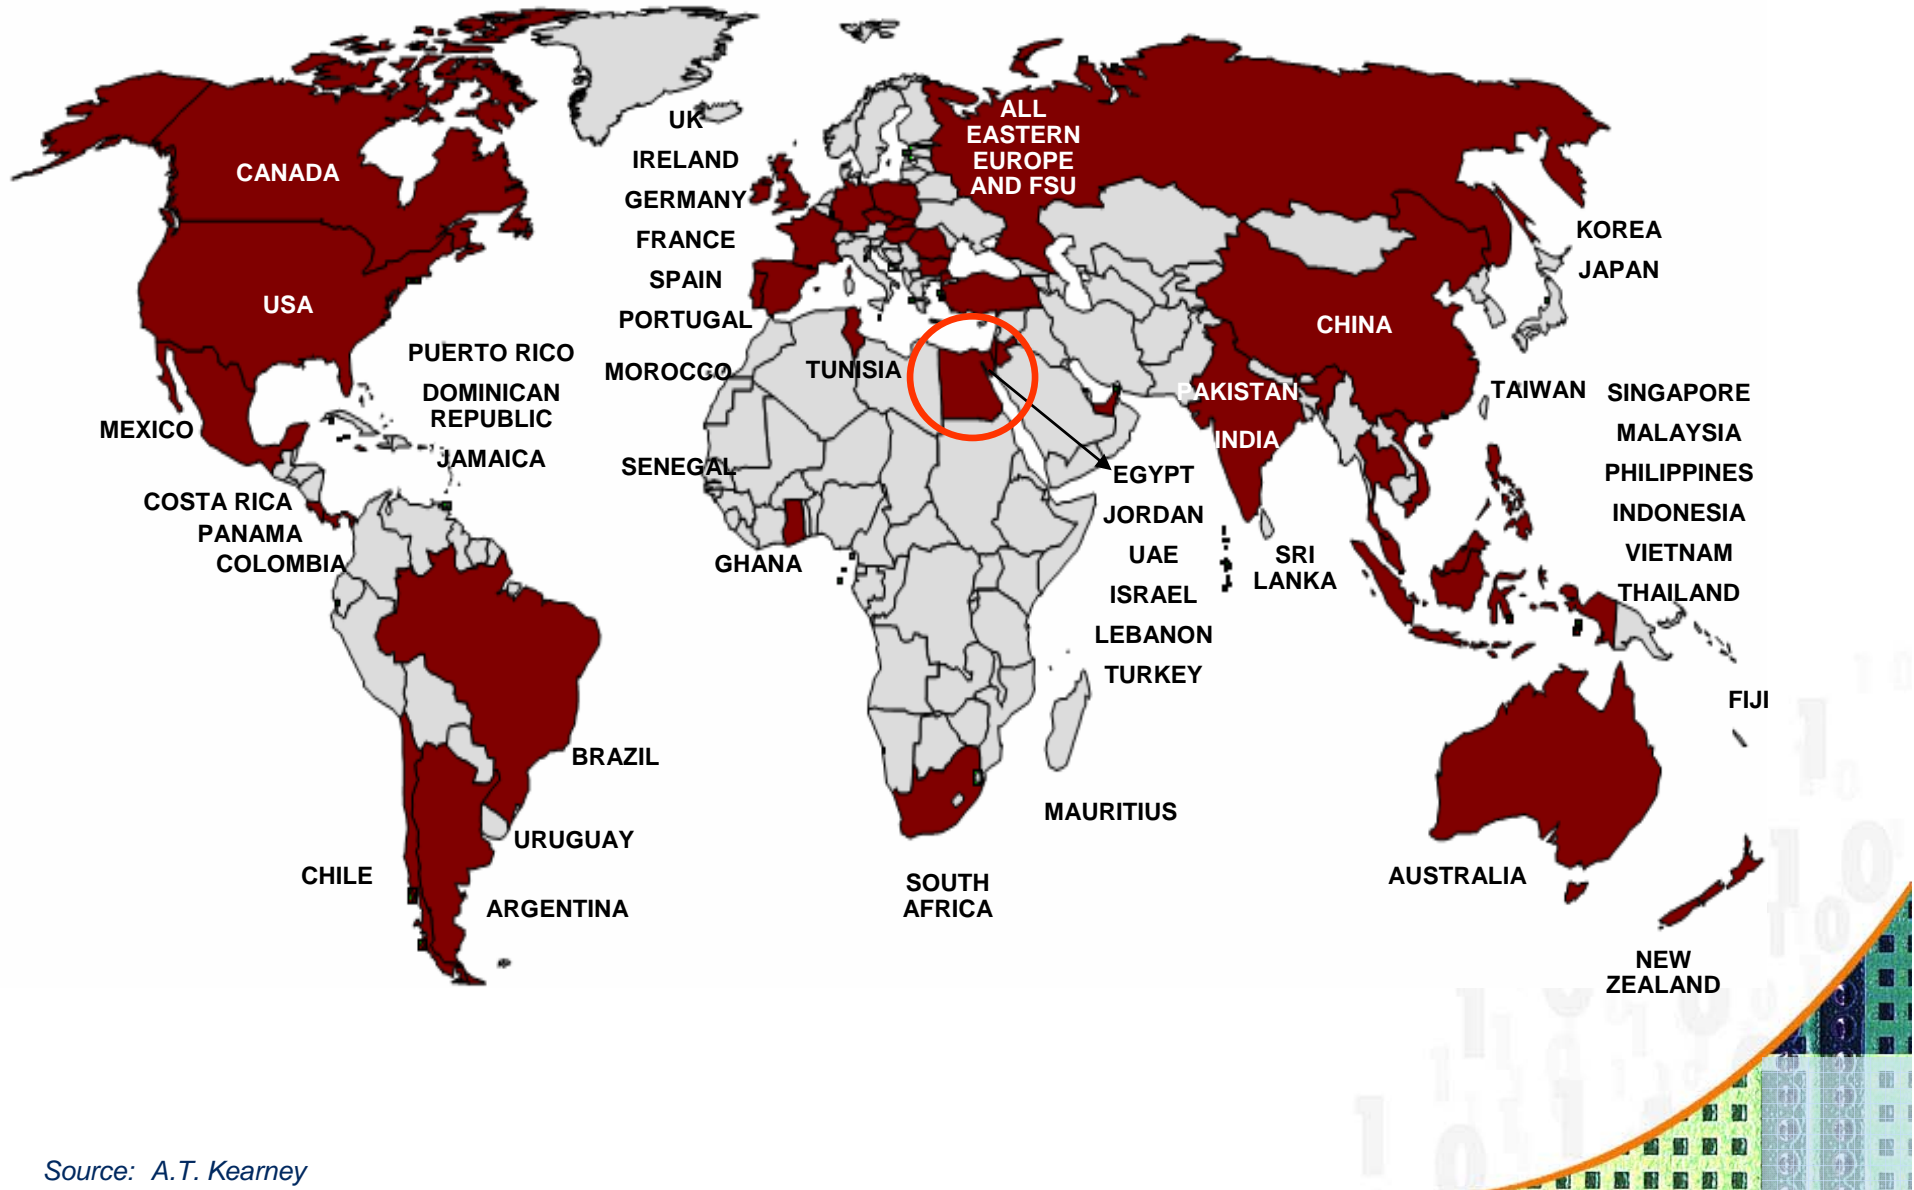 CANADA
USA
MEXICO
PUERTO RICO
DOMINICAN
REPUBLIC
JAMAICA
COSTA RICA
PANAMA
COLOMBIA
BRAZIL
URUGUAY
CHILE
ARGENTINA
UK
IRELAND
GERMANY
FRANCE
SPAIN
PORTUGAL
MOROCCO
TUNISIA
SENEGAL
GHANA
SOUTH
AFRICA
MAURITIUS
ALL
EASTERN
EUROPE
AND FSU
EGYPT
JORDAN
UAE
ISRAEL
LEBANON
TURKEY
PAKISTAN
INDIA
SRI
LANKA
CHINA
KOREA
JAPAN
TAIWAN
SINGAPORE
MALAYSIA
PHILIPPINES
INDONESIA
VIETNAM
THAILAND
FIJI
AUSTRALIA
NEW
ZEALAND
Source: A.T. Kearney